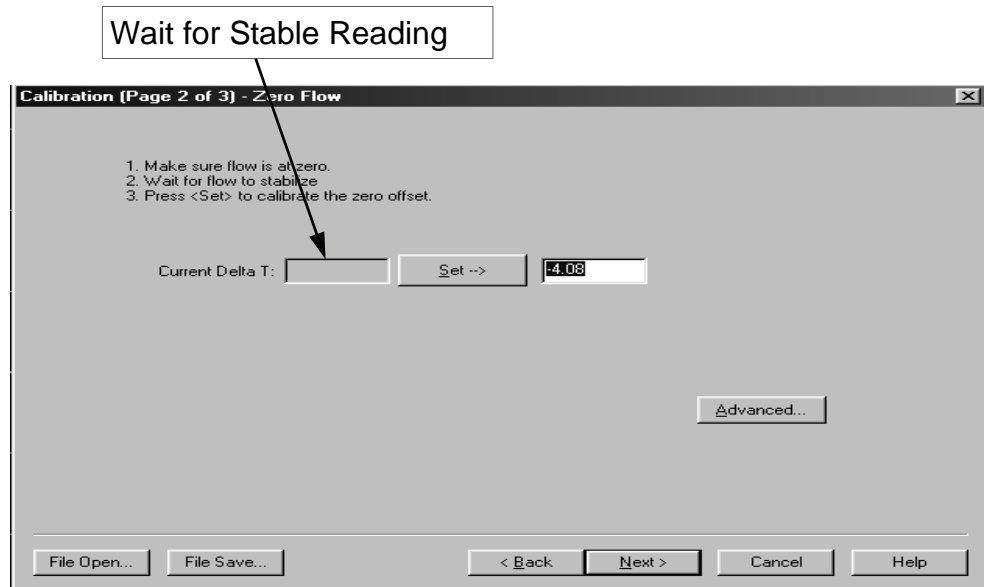 Wait for Stable Reading
Calibration (Page 2 of 3) - Zero Flow
1. Make sure flow is at zero.
2. Wait for flow to stabilize
3. Press <Set> to calibrate the zero offset.
Current Delta T: Set --> -4.08
Advanced...
File Open... File Save... < Back Next > Cancel Help